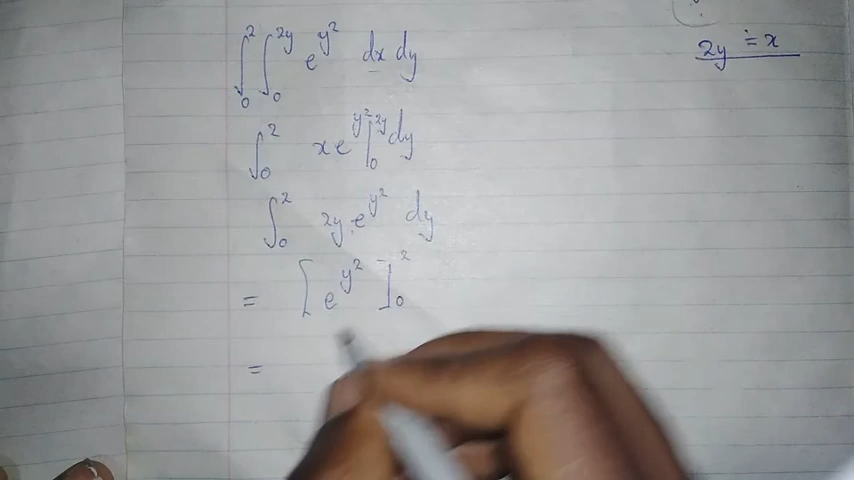 ∫₀² ∫₀^{2y} e^{y²} dx dy
2y = x
∫₀² x e^{y²} |₀^{2y} dy
∫₀² 2y · e^{y²} dy
= [e^{y²}]₀²
=